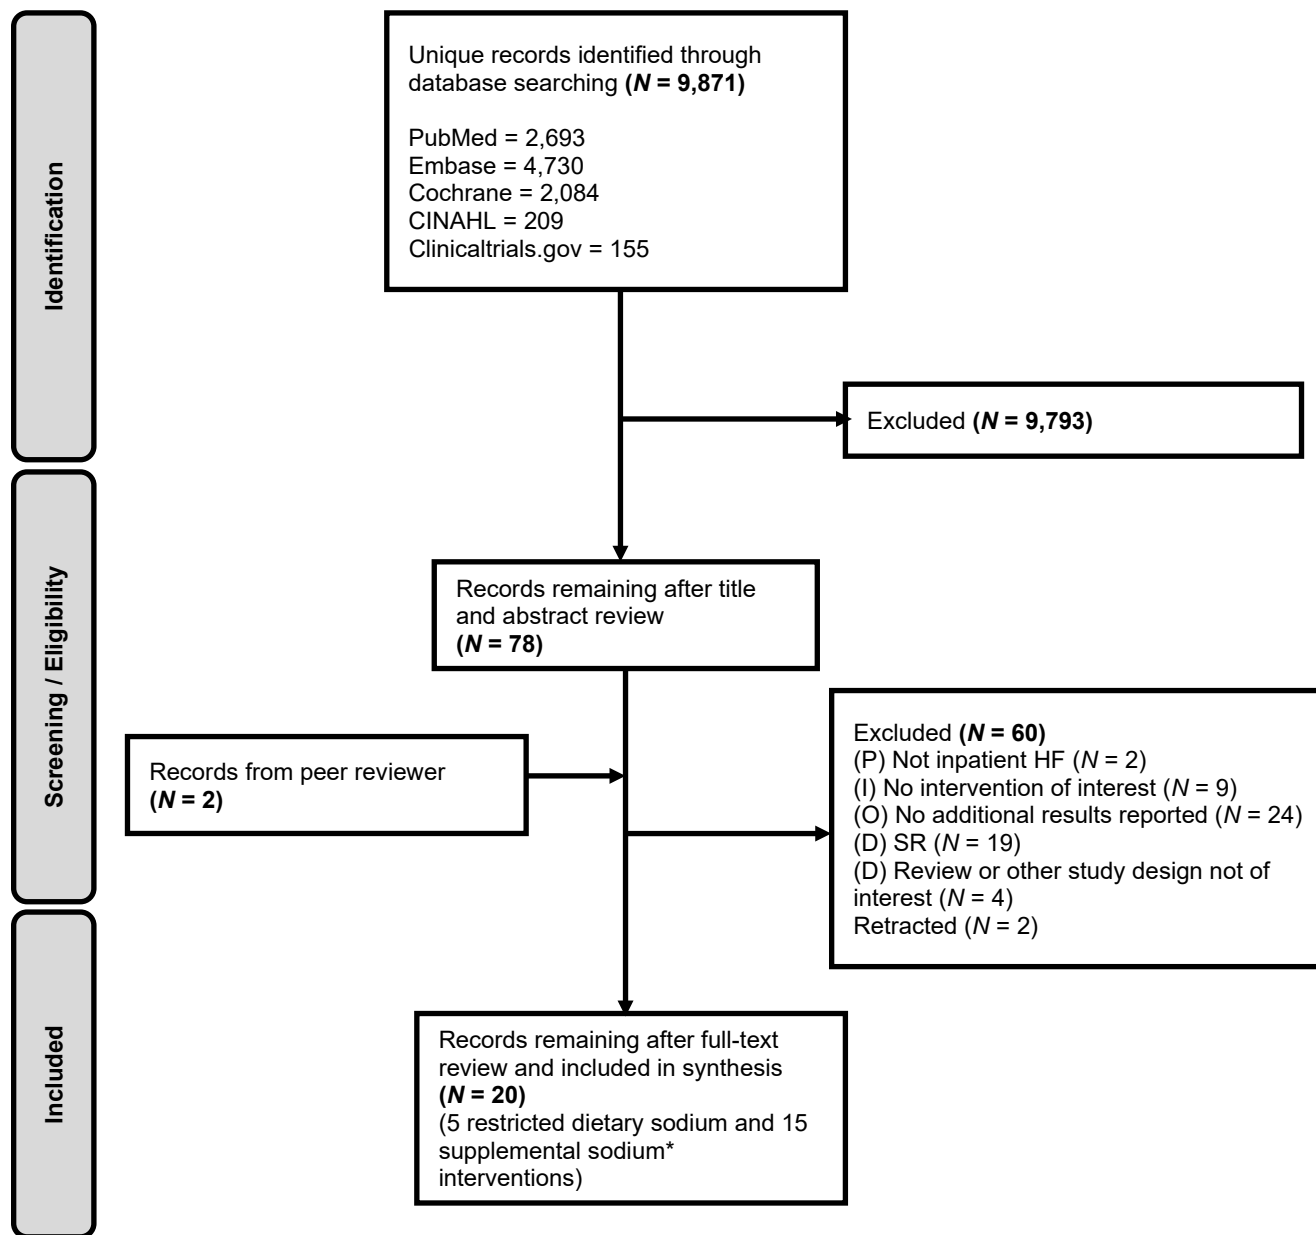 Identification
Unique records identified through
database searching (N = 9,871)
PubMed = 2,693
Embase = 4,730
Cochrane = 2,084
CINAHL = 209
Clinicaltrials.gov = 155
Excluded (N = 9,793)
Screening / Eligibility
Records remaining after title
and abstract review
(N = 78)
Records from peer reviewer
(N = 2)
Excluded (N = 60)
(P) Not inpatient HF (N = 2)
(I) No intervention of interest (N = 9)
(O) No additional results reported (N = 24)
(D) SR (N = 19)
(D) Review or other study design not of
interest (N = 4)
Retracted (N = 2)
Included
Records remaining after full-text
review and included in synthesis
(N = 20)
(5 restricted dietary sodium and 15
supplemental sodium*
interventions)